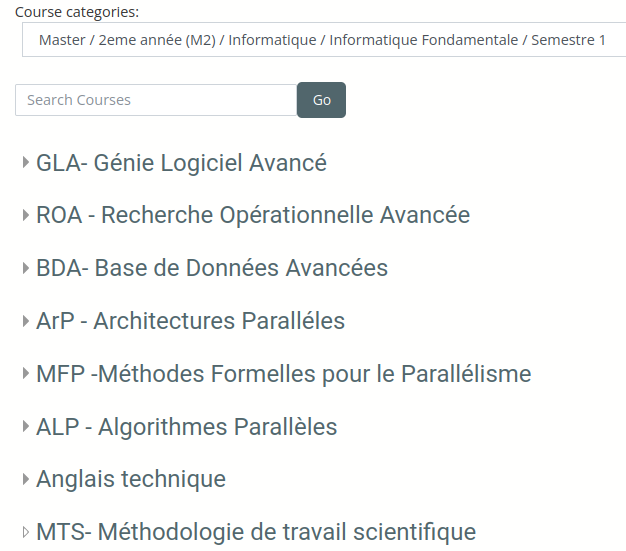 Course categories:
Master / 2eme année (M2) / Informatique / Informatique Fondamentale / Semestre 1
Search Courses Go
GLA- Génie Logiciel Avancé
ROA - Recherche Opérationnelle Avancée
BDA- Base de Données Avancées
ArP - Architectures Paralléles
MFP -Méthodes Formelles pour le Parallélisme
ALP - Algorithmes Parallèles
Anglais technique
MTS- Méthodologie de travail scientifique